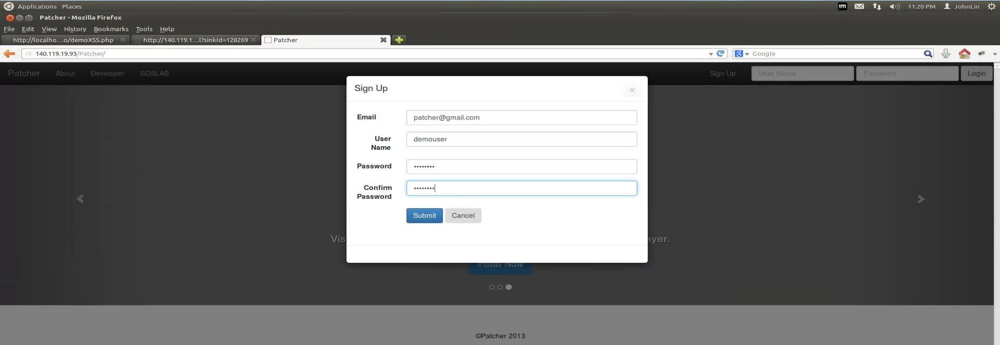 Applications Places 11:20 PM JohnLin
Patcher - Mozilla Firefox
File Edit View History Bookmarks Tools Help
http://localho...o/demoXSS.php http://140.119.1...l?sinkId=128269 Patcher
140.119.19.93/Patcher/ Google
Patcher About Developer SOSLAB Sign Up User Name Password Login
Sign Up
Email patcher@gmail.com
User
Name
demouser
Password ••••••••
Confirm
Password
••••••••
Submit Cancel
Vis ayer.
Install Now
©Patcher 2013